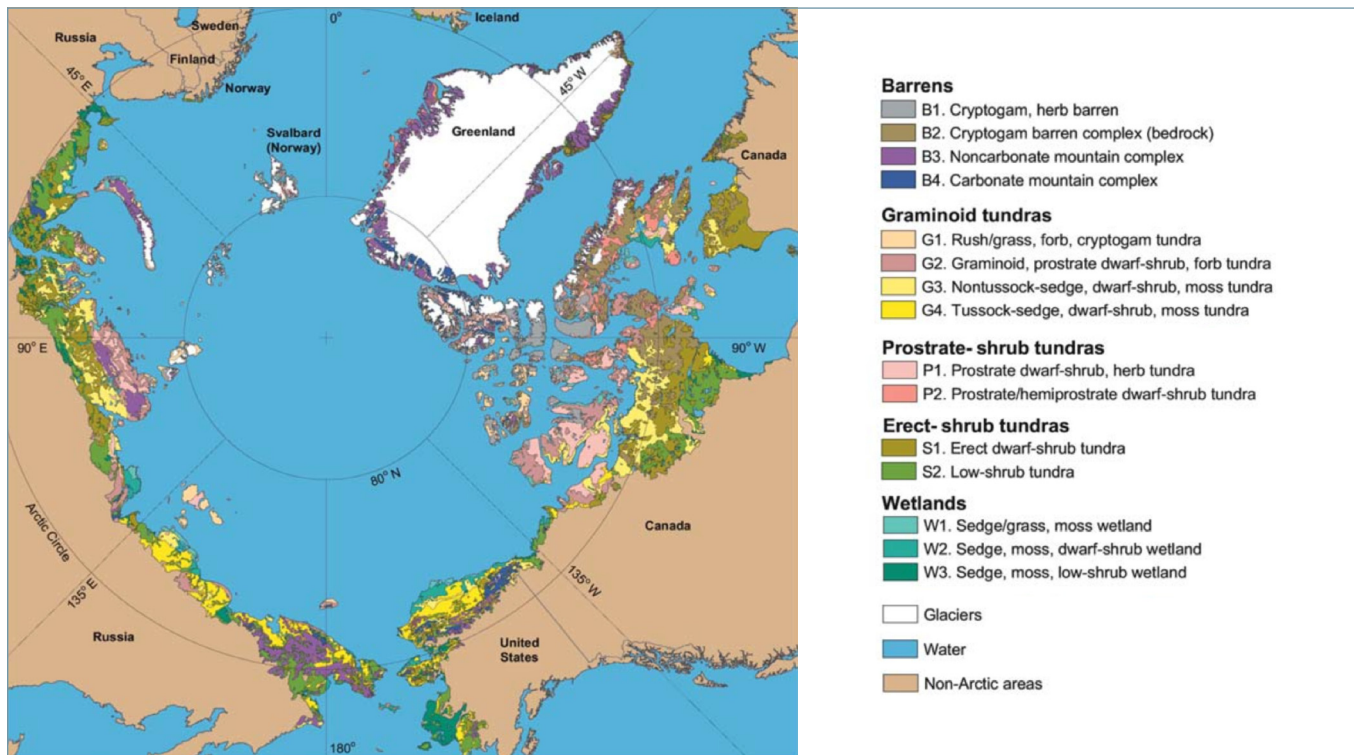 Russia
Sweden
0°
Iceland
Finland
45° E
Norway
45° W
Greenland
Svalbard
(Norway)
Canada
90° E
90° W
80° N
Arctic Circle
135° E
Canada
135° W
Russia
United
States
180°
Barrens
B1. Cryptogam, herb barren
B2. Cryptogam barren complex (bedrock)
B3. Noncarbonate mountain complex
B4. Carbonate mountain complex
Graminoid tundras
G1. Rush/grass, forb, cryptogam tundra
G2. Graminoid, prostrate dwarf-shrub, forb tundra
G3. Nontussock-sedge, dwarf-shrub, moss tundra
G4. Tussock-sedge, dwarf-shrub, moss tundra
Prostrate- shrub tundras
P1. Prostrate dwarf-shrub, herb tundra
P2. Prostrate/hemiprostrate dwarf-shrub tundra
Erect- shrub tundras
S1. Erect dwarf-shrub tundra
S2. Low-shrub tundra
Wetlands
W1. Sedge/grass, moss wetland
W2. Sedge, moss, dwarf-shrub wetland
W3. Sedge, moss, low-shrub wetland
Glaciers
Water
Non-Arctic areas